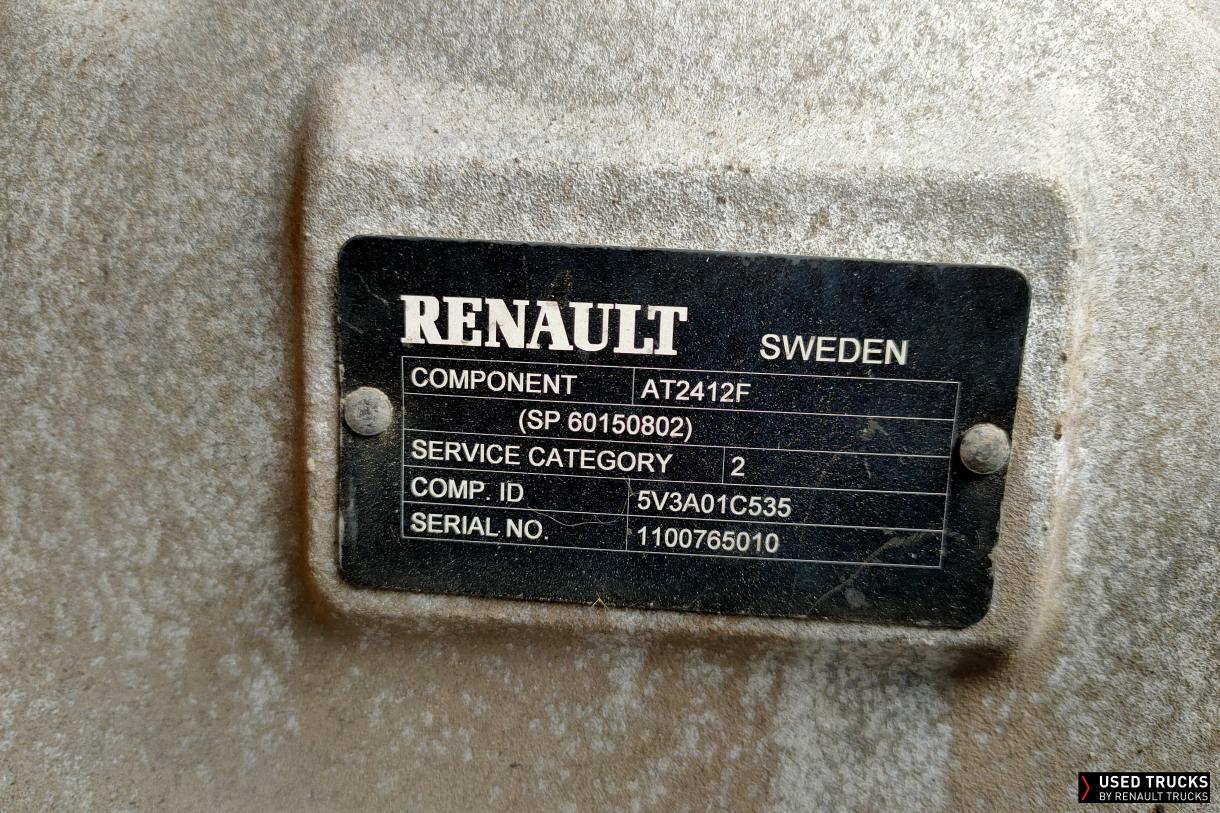 RENAULT SWEDEN
COMPONENT AT2412F
(SP 60150802)
SERVICE CATEGORY 2
COMP. ID 5V3A01C535
SERIAL NO. 1100765010
USED TRUCKS
BY RENAULT TRUCKS